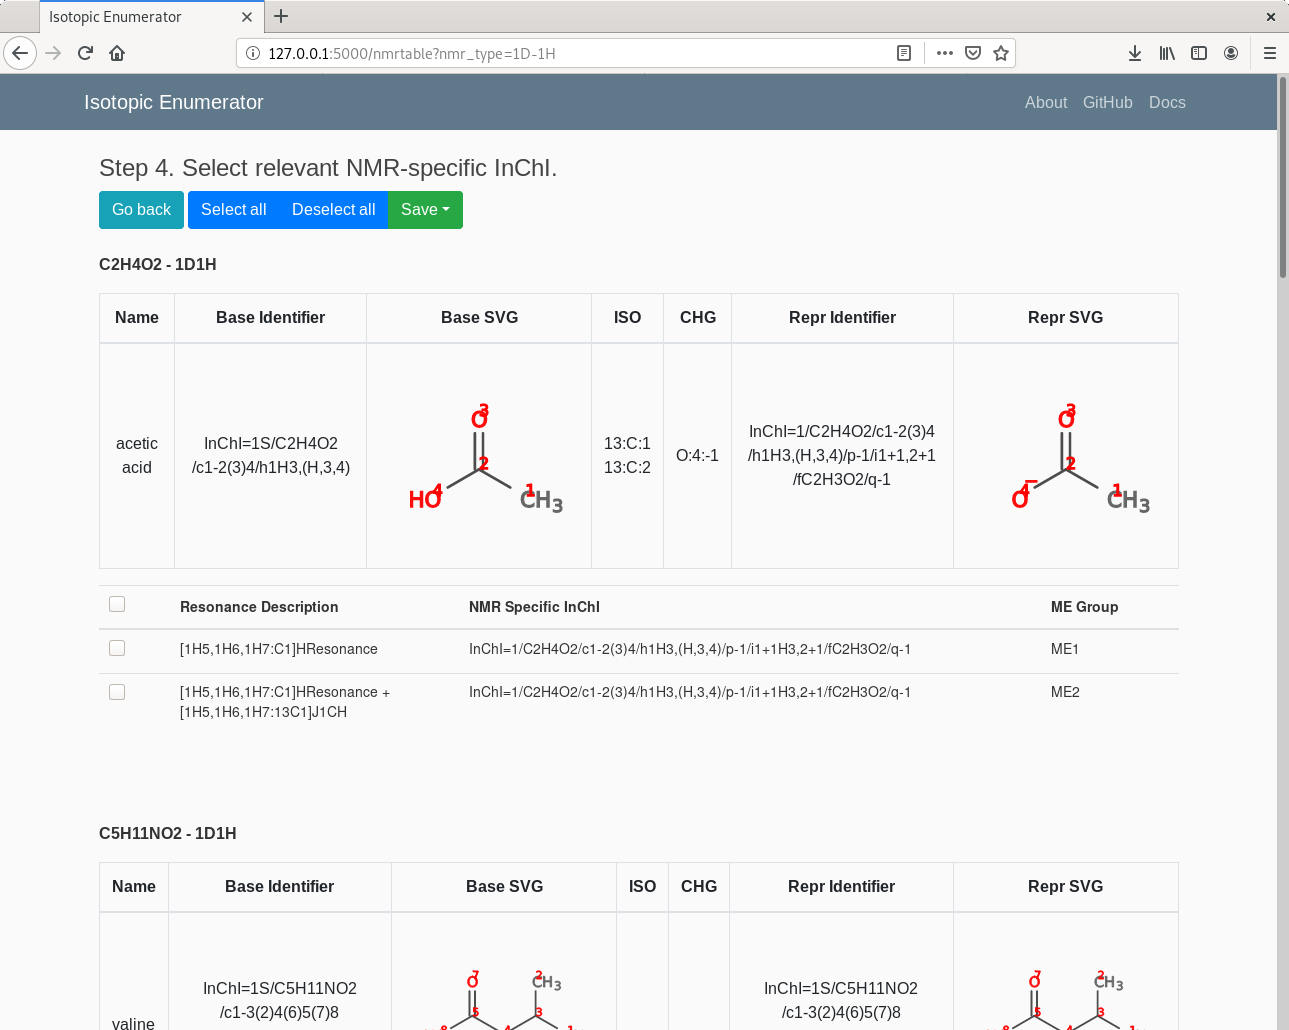 Isotopic Enumerator
127.0.0.1:5000/nmrtable?nmr_type=1D-1H
Isotopic Enumerator
About GitHub Docs
Step 4. Select relevant NMR-specific InChI.
Go back Select all Deselect all Save
C2H4O2 - 1D1H
Name Base Identifier Base SVG ISO CHG Repr Identifier Repr SVG
acetic
acid
InChI=1S/C2H4O2
/c1-2(3)4/h1H3,(H,3,4)
O 3
2
HO 4
CH3 1
13:C:1
13:C:2
O:4:-1
InChI=1/C2H4O2/c1-2(3)4
/h1H3,(H,3,4)/p-1/i1+1,2+1
/fC2H3O2/q-1
O 3
2
O− 4
CH3 1
Resonance Description NMR Specific InChI ME Group
[1H5,1H6,1H7:C1]HResonance InChI=1/C2H4O2/c1-2(3)4/h1H3,(H,3,4)/p-1/i1+1H3,2+1/fC2H3O2/q-1 ME1
[1H5,1H6,1H7:C1]HResonance + InChI=1/C2H4O2/c1-2(3)4/h1H3,(H,3,4)/p-1/i1+1H3,2+1/fC2H3O2/q-1 ME2
[1H5,1H6,1H7:13C1]J1CH
C5H11NO2 - 1D1H
Name Base Identifier Base SVG ISO CHG Repr Identifier Repr SVG
valine
InChI=1S/C5H11NO2
/c1-3(2)4(6)5(7)8
O 7
CH3 2
5
3
InChI=1S/C5H11NO2
/c1-3(2)4(6)5(7)8
O 7
CH3 2
5
3